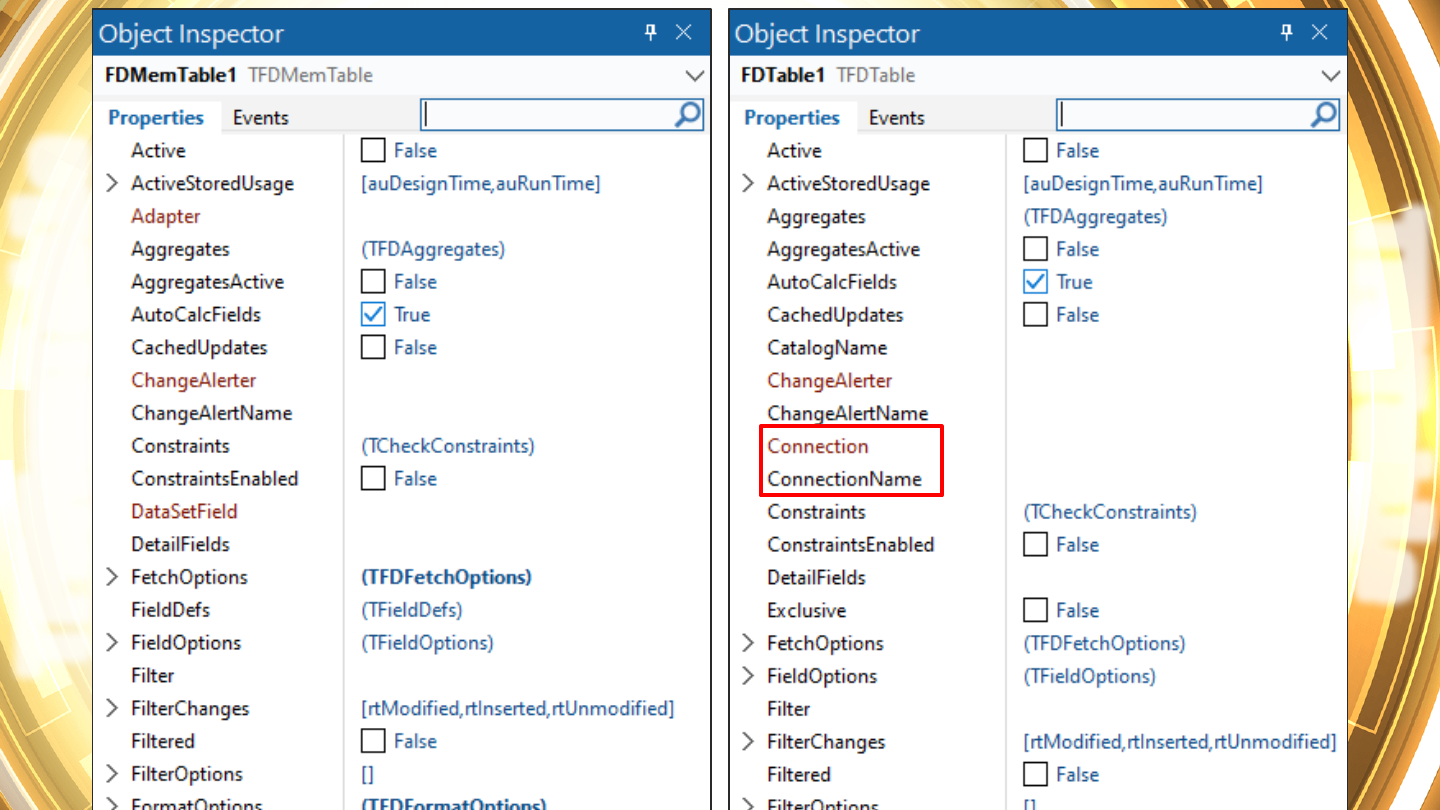 Object Inspector
FDMemTable1 TFDMemTable
Properties Events
Active False
ActiveStoredUsage [auDesignTime,auRunTime]
Adapter
Aggregates (TFDAggregates)
AggregatesActive False
AutoCalcFields True
CachedUpdates False
ChangeAlerter
ChangeAlertName
Constraints (TCheckConstraints)
ConstraintsEnabled False
DataSetField
DetailFields
FetchOptions (TFDFetchOptions)
FieldDefs (TFieldDefs)
FieldOptions (TFieldOptions)
Filter
FilterChanges [rtModified,rtInserted,rtUnmodified]
Filtered False
FilterOptions []
FormatOptions (TFDFormatOptions)
Object Inspector
FDTable1 TFDTable
Properties Events
Active False
ActiveStoredUsage [auDesignTime,auRunTime]
Aggregates (TFDAggregates)
AggregatesActive False
AutoCalcFields True
CachedUpdates False
CatalogName
ChangeAlerter
ChangeAlertName
Connection
ConnectionName
Constraints (TCheckConstraints)
ConstraintsEnabled False
DetailFields
Exclusive False
FetchOptions (TFDFetchOptions)
FieldOptions (TFieldOptions)
Filter
FilterChanges [rtModified,rtInserted,rtUnmodified]
Filtered False
FilterOptions []